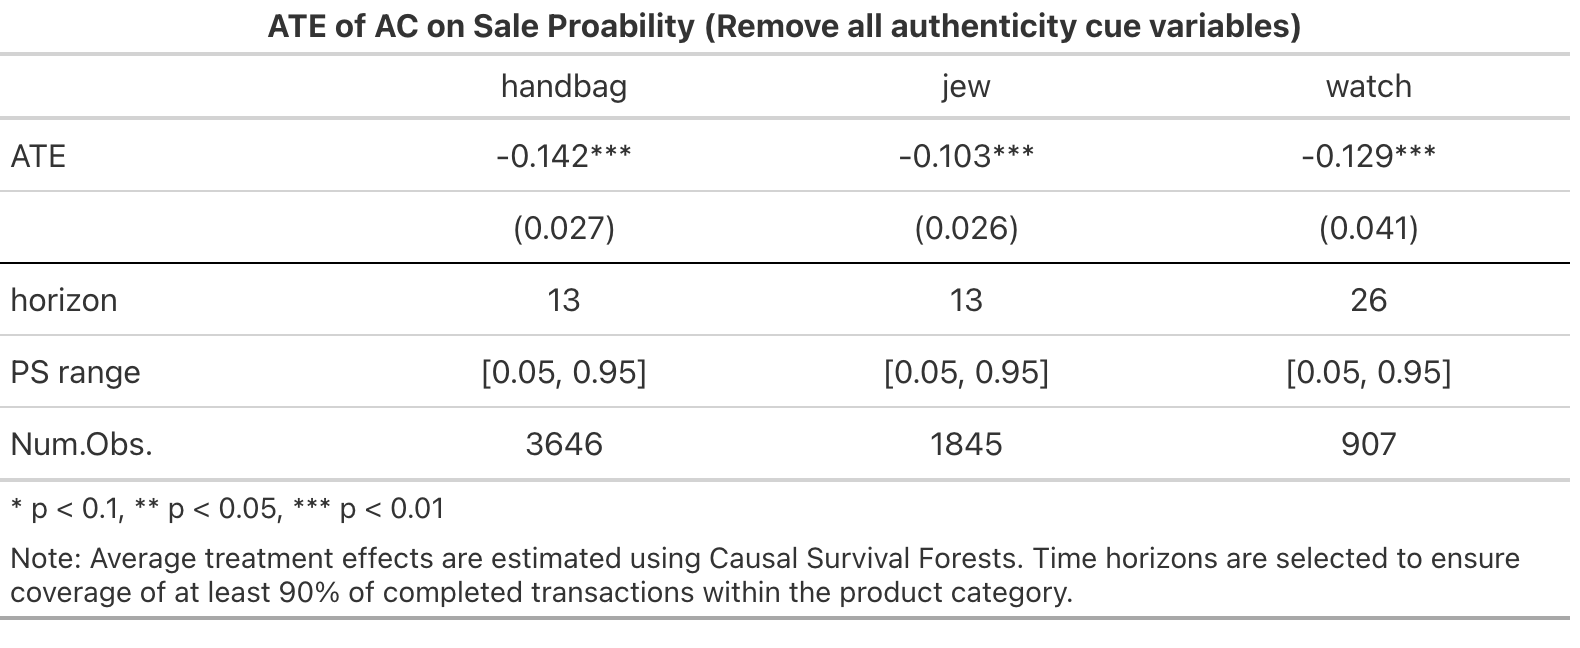 ATE of AC on Sale Proability (Remove all authenticity cue variables)
handbag jew watch
ATE -0.142*** -0.103*** -0.129***
(0.027) (0.026) (0.041)
horizon 13 13 26
PS range [0.05, 0.95] [0.05, 0.95] [0.05, 0.95]
Num.Obs. 3646 1845 907
* p < 0.1, ** p < 0.05, *** p < 0.01
Note: Average treatment effects are estimated using Causal Survival Forests. Time horizons are selected to ensure
coverage of at least 90% of completed transactions within the product category.